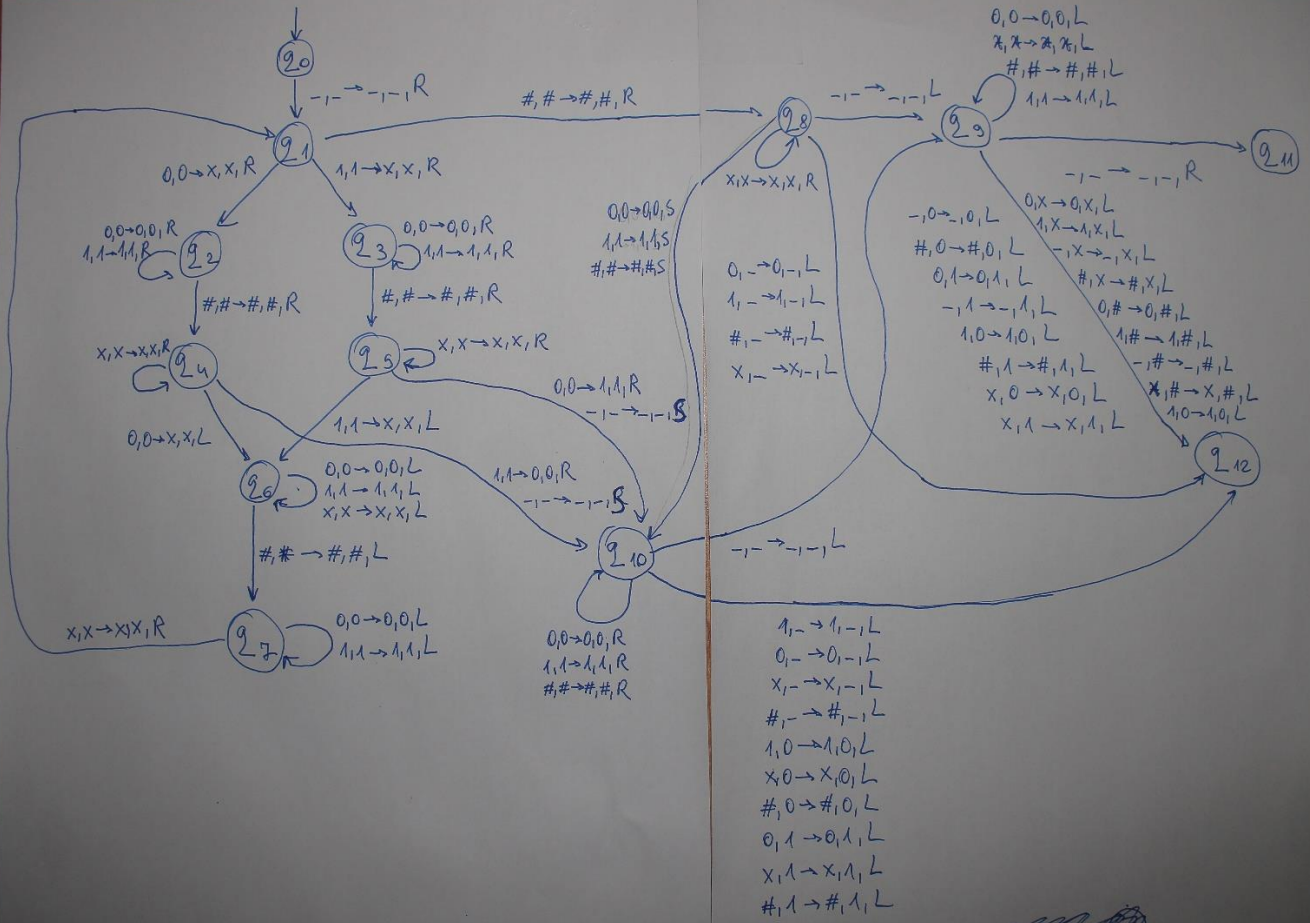 q0
-,- → -,-, R
q1
#,# → #,#, R
0,0 → x,x, R
1,1 → x,x, R
q2
0,0 → 0,0, R
1,1 → 1,1, R
q3
0,0 → 0,0, R
1,1 → 1,1, R
#,# → #,#, R
#,# → #,#, R
q4
x,x → x,x, R
q5
x,x → x,x, R
0,0 → x,x, L
1,1 → x,x, L
0,0 → 1,1, R
-,- → -,-, S
1,1 → 0,0, R
-,- → -,-, S
q6
0,0 → 0,0, L
1,1 → 1,1, L
x,x → x,x, L
#,# → #,#, L
q7
0,0 → 0,0, L
1,1 → 1,1, L
x,x → x,x, R
q8
x,x → x,x, R
-,- → -,-, L
0,0 → 0,0, S
1,1 → 1,1, S
#,# → #,#, S
0,- → 0,-, L
1,- → 1,-, L
#,- → #,-, L
x,- → x,-, L
q9
0,0 → 0,0, L
x,x → x,x, L
#,# → #,#, L
1,1 → 1,1, L
q11
-,- → -,-, R
-,0 → -,0, L
#,0 → #,0, L
0,1 → 0,1, L
-,1 → -,1, L
1,0 → 1,0, L
#,1 → #,1, L
x,0 → x,0, L
x,1 → x,1, L
0,x → 0,x, L
1,x → 1,x, L
-,x → -,x, L
#,x → #,x, L
0,# → 0,#, L
1,# → 1,#, L
-,# → -,#, L
x,# → x,#, L
1,0 → 1,0, L
q12
q10
0,0 → 0,0, R
1,1 → 1,1, R
#,# → #,#, R
-,- → -,-, L
1,- → 1,-, L
0,- → 0,-, L
x,- → x,-, L
#,- → #,-, L
1,0 → 1,0, L
x,0 → x,0, L
#,0 → #,0, L
0,1 → 0,1, L
x,1 → x,1, L
#,1 → #,1, L